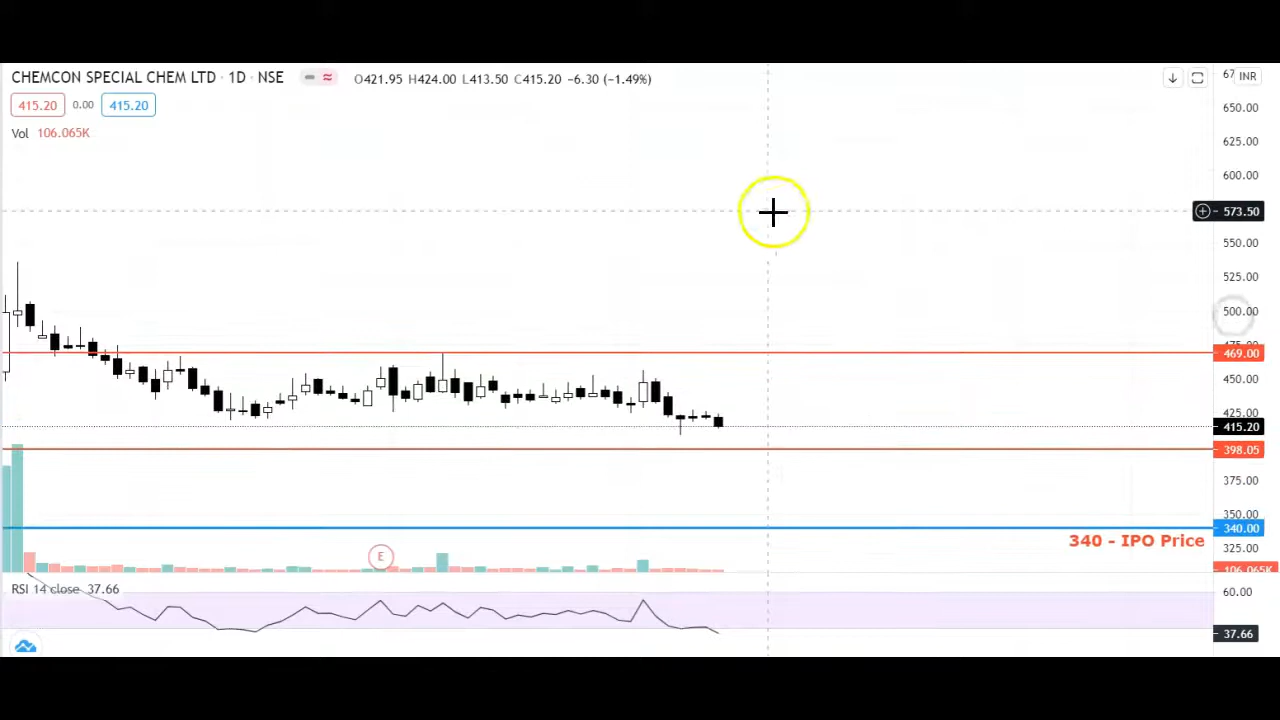 CHEMCON SPECIAL CHEM LTD · 1D · NSE O421.95 H424.00 L413.50 C415.20 −6.30 (−1.49%)
INR
415.20 0.00 415.20
Vol 106.065K
650.00
625.00
600.00
573.50
550.00
525.00
500.00
469.00
450.00
425.00
415.20
398.05
375.00
350.00
340.00
340 - IPO Price
325.00
E
106.065K
RSI 14 close 37.66
60.00
37.66